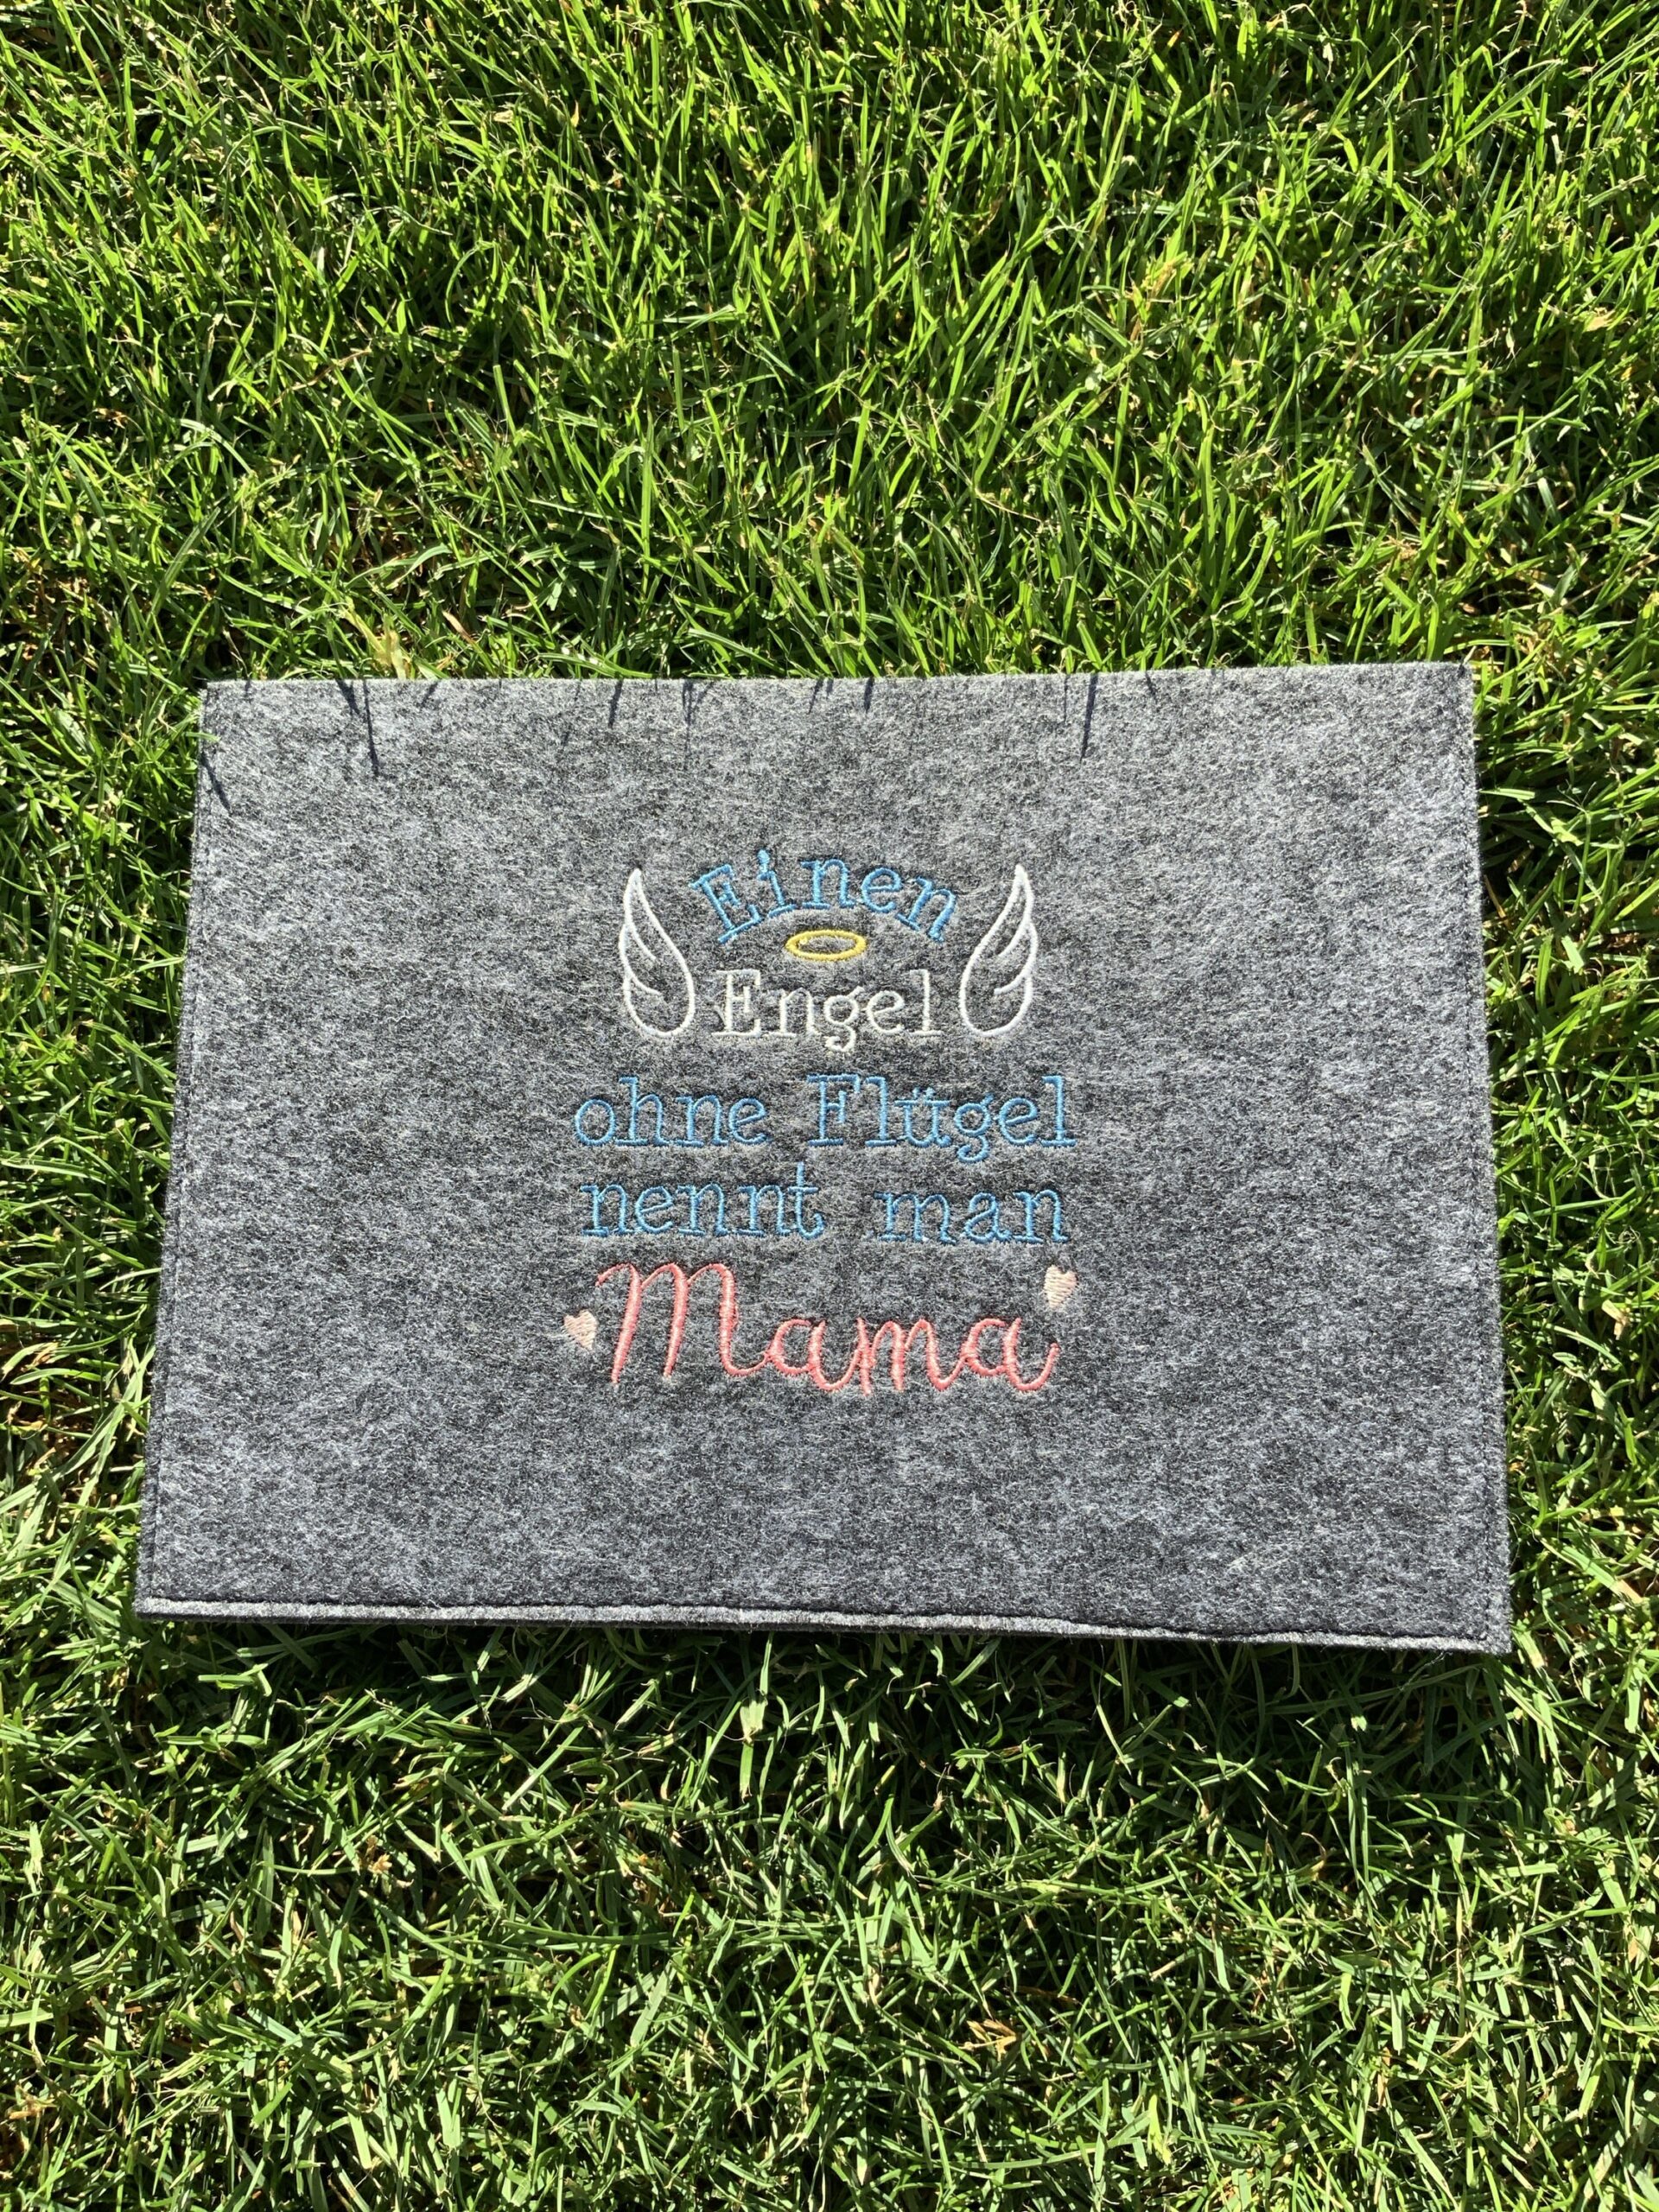 Einen
Engel
ohne Flügel
nennt man
Mama